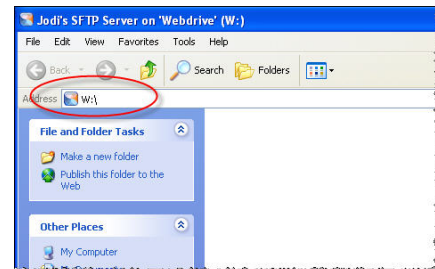 Jodi's SFTP Server on 'Webdrive' (W:)
File Edit View Favorites Tools Help
Back Search Folders
Address W:\
File and Folder Tasks
Make a new folder
Publish this folder to the
Web
Other Places
My Computer